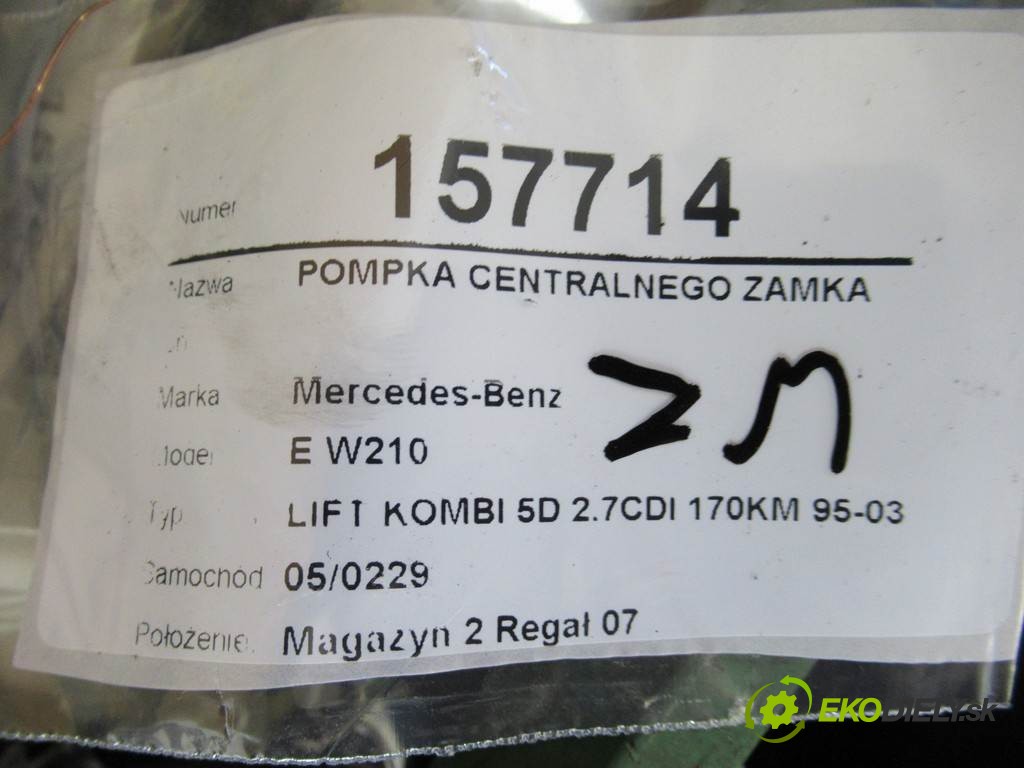 Numer 157714
Nazwa POMPKA CENTRALNEGO ZAMKA
Marka Mercedes-Benz
Model E W210
Typ LIFT KOMBI 5D 2.7CDI 170KM 95-03
Samochód 05/0229
Położenie: Magazyn 2 Regał 07
ZM
EKODIELY.sk